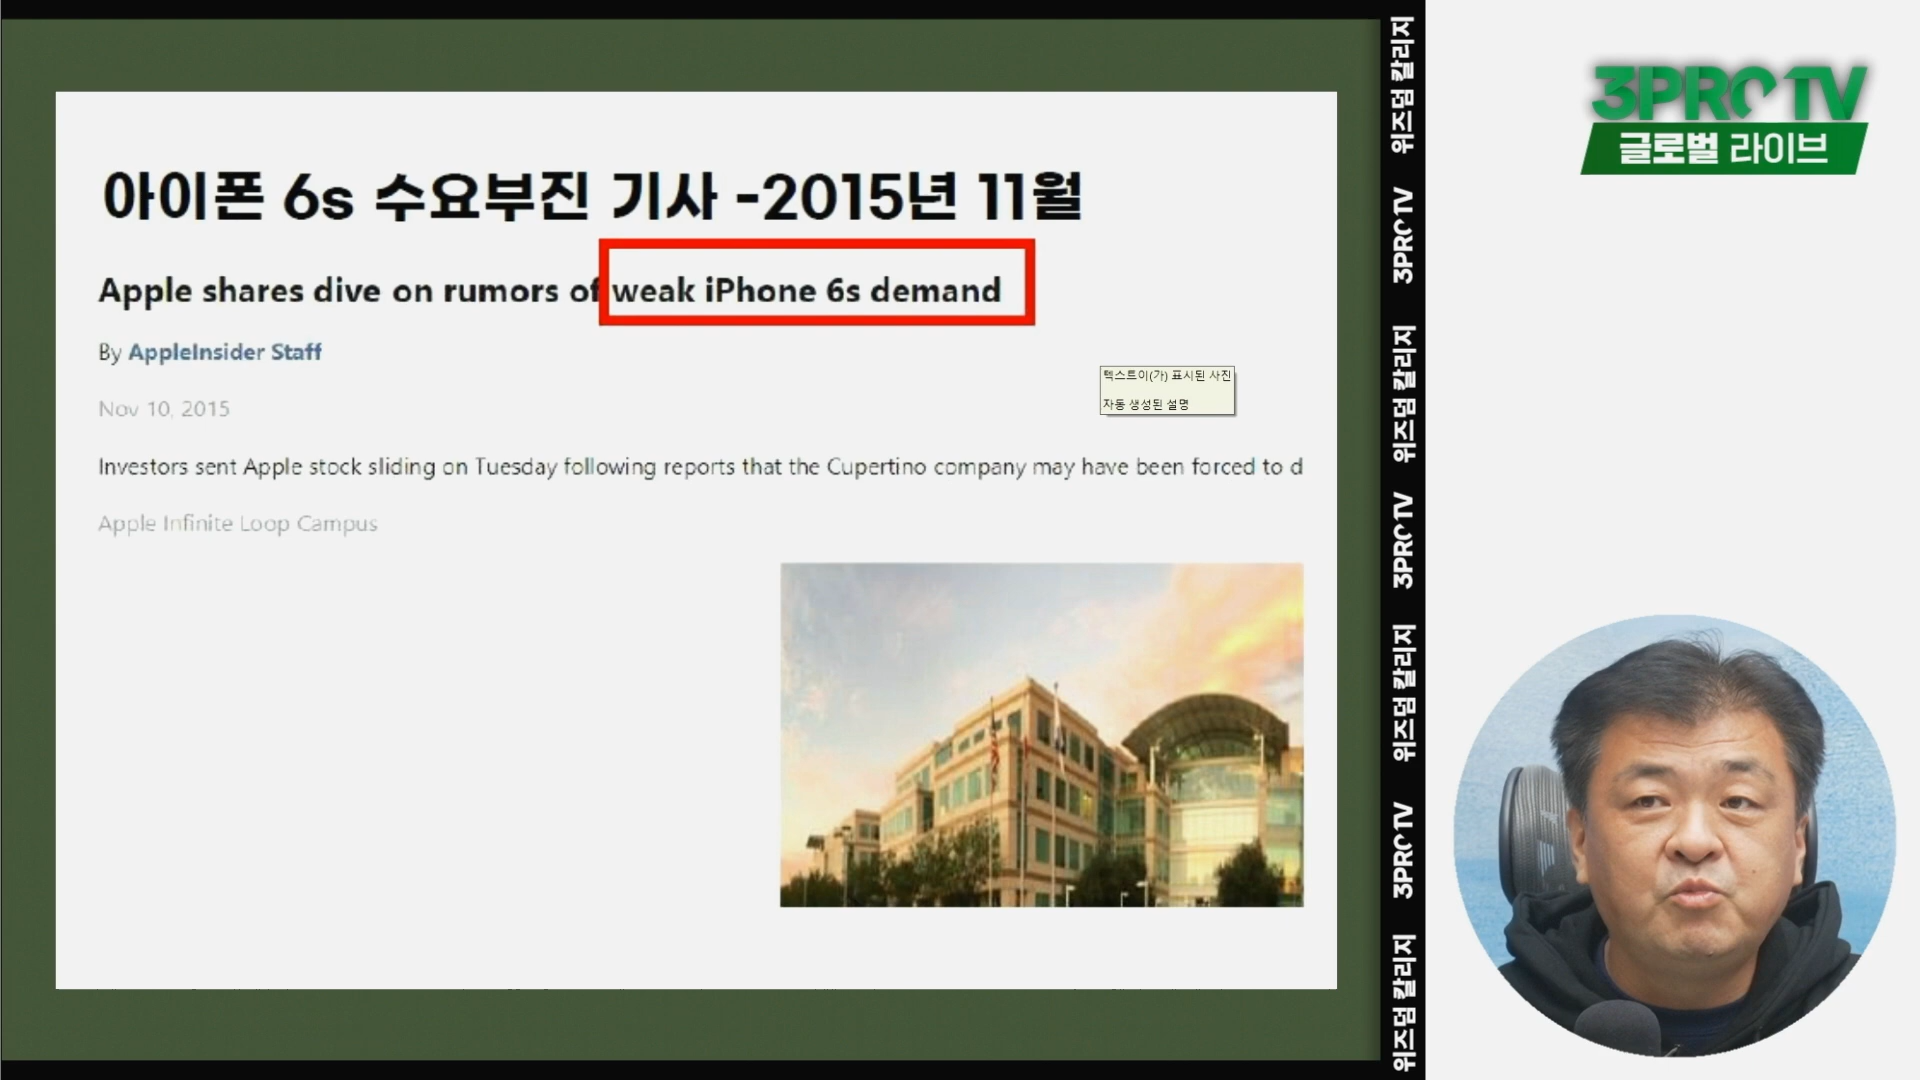 아이폰 6s 수요부진 기사 -2015년 11월
Apple shares dive on rumors of weak iPhone 6s demand
By AppleInsider Staff
Nov 10, 2015
텍스트이(가) 표시된 사진
자동 생성된 설명
Investors sent Apple stock sliding on Tuesday following reports that the Cupertino company may have been forced to d
Apple Infinite Loop Campus
위즈덤 칼리지
3PROTV
위즈덤 칼리지
3PROTV
위즈덤 칼리지
3PROTV
위즈덤 칼리지
3PROTV
글로벌 라이브